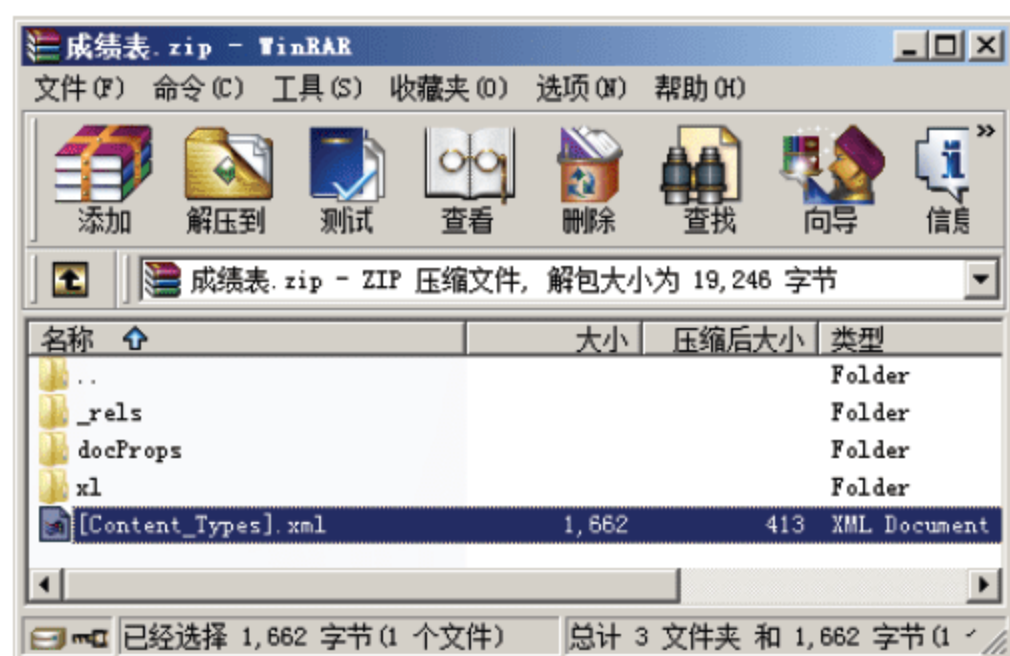 成绩表.zip - WinRAR
文件(F) 命令(C) 工具(S) 收藏夹(O) 选项(N) 帮助(H)
添加 解压到 测试 查看 删除 查找 向导 信息 »
成绩表.zip - ZIP 压缩文件, 解包大小为 19,246 字节
名称 大小 压缩后大小 类型
.. Folder
_rels Folder
docProps Folder
xl Folder
[Content_Types].xml 1,662 413 XML Document
已经选择 1,662 字节(1 个文件) 总计 3 文件夹 和 1,662 字节(1